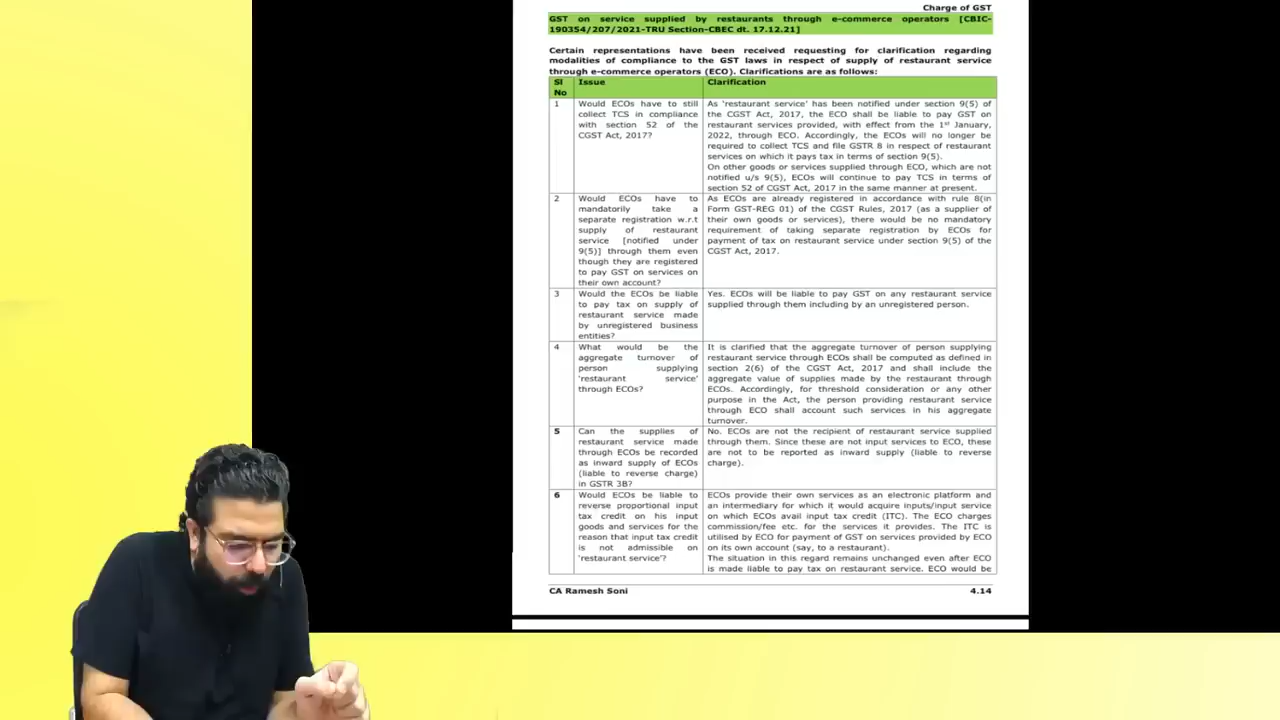 Charge of GST
GST on service supplied by restaurants through e-commerce operators [CBIC-
190354/207/2021-TRU Section-CBEC dt. 17.12.21]
Certain representations have been received requesting for clarification regarding
modalities of compliance to the GST laws in respect of supply of restaurant service
through e-commerce operators (ECO). Clarifications are as follows:
Sl No
Issue
Clarification
1
Would ECOs have to still
collect TCS in compliance
with section 52 of the
CGST Act, 2017?
As 'restaurant service' has been notified under section 9(5) of
the CGST Act, 2017, the ECO shall be liable to pay GST on
restaurant services provided, with effect from the 1st January,
2022, through ECO. Accordingly, the ECOs will no longer be
required to collect TCS and file GSTR 8 in respect of restaurant
services on which it pays tax in terms of section 9(5).
On other goods or services supplied through ECO, which are not
notified u/s 9(5), ECOs will continue to pay TCS in terms of
section 52 of CGST Act, 2017 in the same manner at present.
2
Would ECOs have to
mandatorily take a
separate registration w.r.t
supply of restaurant
service [notified under
9(5)] through them even
though they are registered
to pay GST on services on
their own account?
As ECOs are already registered in accordance with rule 8(in
Form GST-REG 01) of the CGST Rules, 2017 (as a supplier of
their own goods or services), there would be no mandatory
requirement of taking separate registration by ECOs for
payment of tax on restaurant service under section 9(5) of the
CGST Act, 2017.
3
Would the ECOs be liable
to pay tax on supply of
restaurant service made
by unregistered business
entities?
Yes. ECOs will be liable to pay GST on any restaurant service
supplied through them including by an unregistered person.
4
What would be the
aggregate turnover of
person supplying
'restaurant service'
through ECOs?
It is clarified that the aggregate turnover of person supplying
restaurant service through ECOs shall be computed as defined in
section 2(6) of the CGST Act, 2017 and shall include the
aggregate value of supplies made by the restaurant through
ECOs. Accordingly, for threshold consideration or any other
purpose in the Act, the person providing restaurant service
through ECO shall account such services in his aggregate
turnover.
5
Can the supplies of
restaurant service made
through ECOs be recorded
as inward supply of ECOs
(liable to reverse charge)
in GSTR 3B?
No. ECOs are not the recipient of restaurant service supplied
through them. Since these are not input services to ECO, these
are not to be reported as inward supply (liable to reverse
charge).
6
Would ECOs be liable to
reverse proportional input
tax credit on his input
goods and services for the
reason that input tax credit
is not admissible on
'restaurant service'?
ECOs provide their own services as an electronic platform and
an intermediary for which it would acquire inputs/input service
on which ECOs avail input tax credit (ITC). The ECO charges
commission/fee etc. for the services it provides. The ITC is
utilised by ECO for payment of GST on services provided by ECO
on its own account (say, to a restaurant).
The situation in this regard remains unchanged even after ECO
is made liable to pay tax on restaurant service. ECO would be
CA Ramesh Soni
4.14